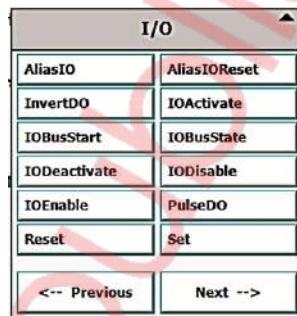 I/O
AliasIO AliasIOReset
InvertDO IOActivate
IOBusStart IOBusState
IODeactivate IODisable
IOEnable PulseDO
Reset Set
<-- Previous Next -->